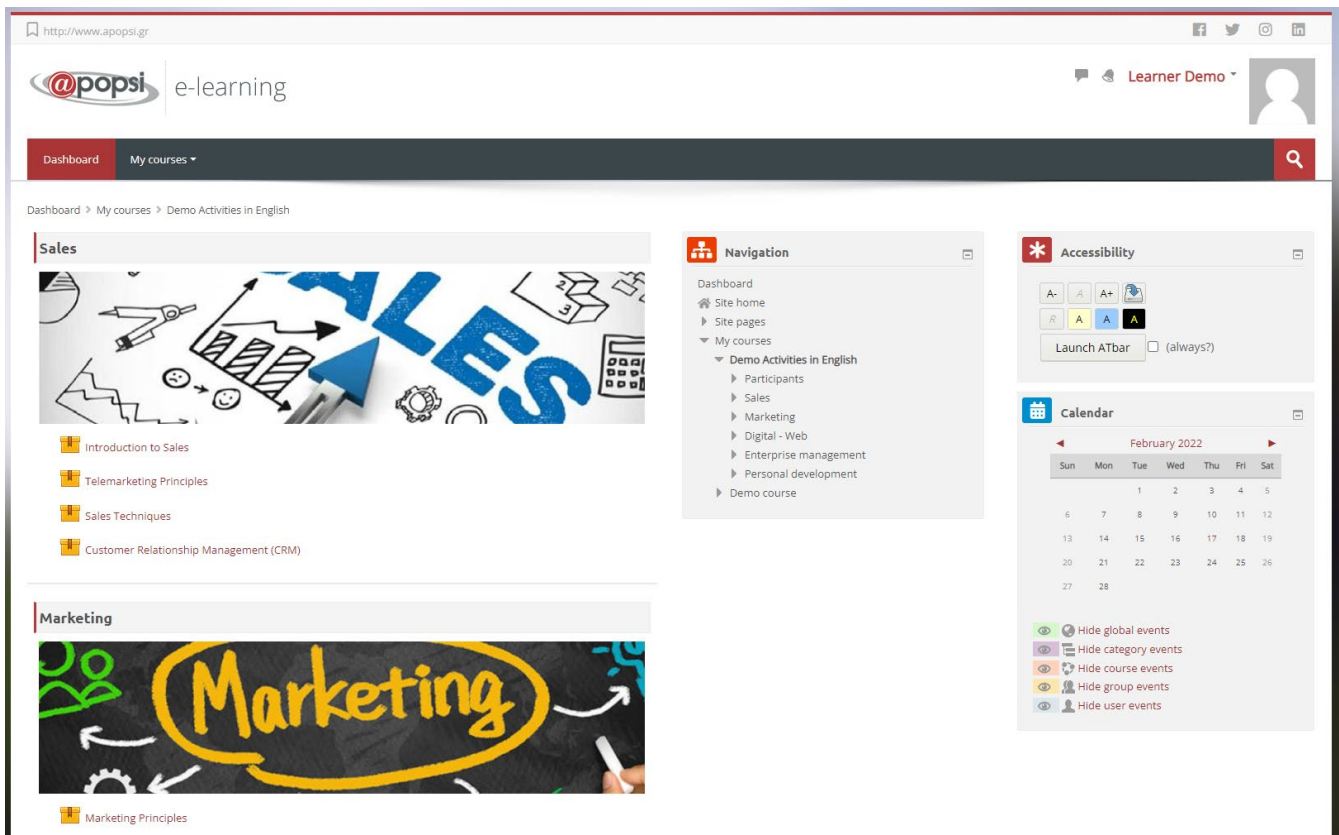 http://www.apopsi.gr
@popsi
e-learning
Learner Demo
Dashboard
My courses
Dashboard > My courses > Demo Activities in English
Sales
SALES
Introduction to Sales
Telemarketing Principles
Sales Techniques
Customer Relationship Management (CRM)
Marketing
Marketing
Marketing Principles
Navigation
Dashboard
Site home
Site pages
My courses
Demo Activities in English
Participants
Sales
Marketing
Digital - Web
Enterprise management
Personal development
Demo course
Accessibility
A- A A+
R A A A
Launch ATbar (always?)
Calendar
February 2022
Sun Mon Tue Wed Thu Fri Sat
1 2 3 4 5
6 7 8 9 10 11 12
13 14 15 16 17 18 19
20 21 22 23 24 25 26
27 28
Hide global events
Hide category events
Hide course events
Hide group events
Hide user events